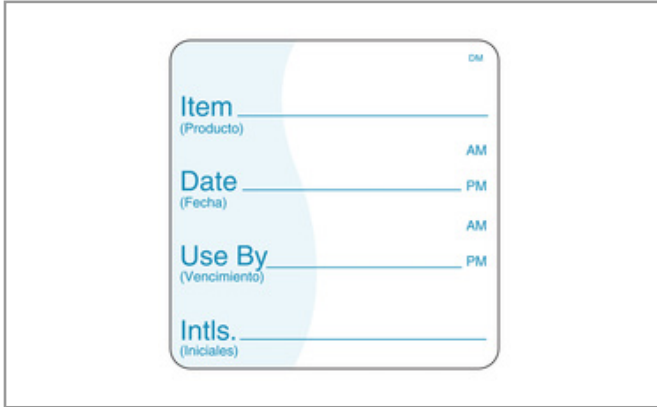 DM
Item
(Producto)
AM
Date PM
(Fecha)
AM
Use By PM
(Vencimiento)
Intls.
(Iniciales)